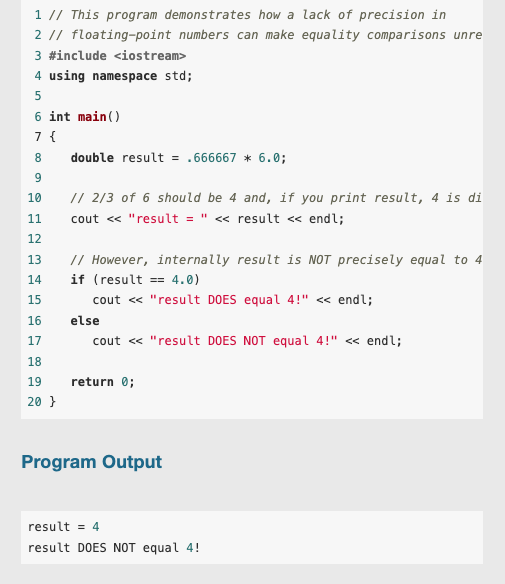 1 // This program demonstrates how a lack of precision in
2 // floating-point numbers can make equality comparisons unre
3 #include <iostream>
4 using namespace std;
5
6 int main()
7 {
8    double result = .666667 * 6.0;
9
10    // 2/3 of 6 should be 4 and, if you print result, 4 is di
11    cout << "result = " << result << endl;
12
13    // However, internally result is NOT precisely equal to 4
14    if (result == 4.0)
15       cout << "result DOES equal 4!" << endl;
16    else
17       cout << "result DOES NOT equal 4!" << endl;
18
19    return 0;
20 }
Program Output
result = 4
result DOES NOT equal 4!